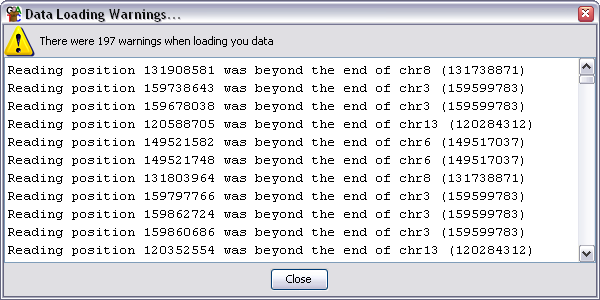 Data Loading Warnings...
There were 197 warnings when loading you data
Reading position 131908581 was beyond the end of chr8 (131738871)
Reading position 159738643 was beyond the end of chr3 (159599783)
Reading position 159678038 was beyond the end of chr3 (159599783)
Reading position 120588705 was beyond the end of chr13 (120284312)
Reading position 149521582 was beyond the end of chr6 (149517037)
Reading position 149521748 was beyond the end of chr6 (149517037)
Reading position 131803964 was beyond the end of chr8 (131738871)
Reading position 159797766 was beyond the end of chr3 (159599783)
Reading position 159862724 was beyond the end of chr3 (159599783)
Reading position 159860686 was beyond the end of chr3 (159599783)
Reading position 120352554 was beyond the end of chr13 (120284312)
Close